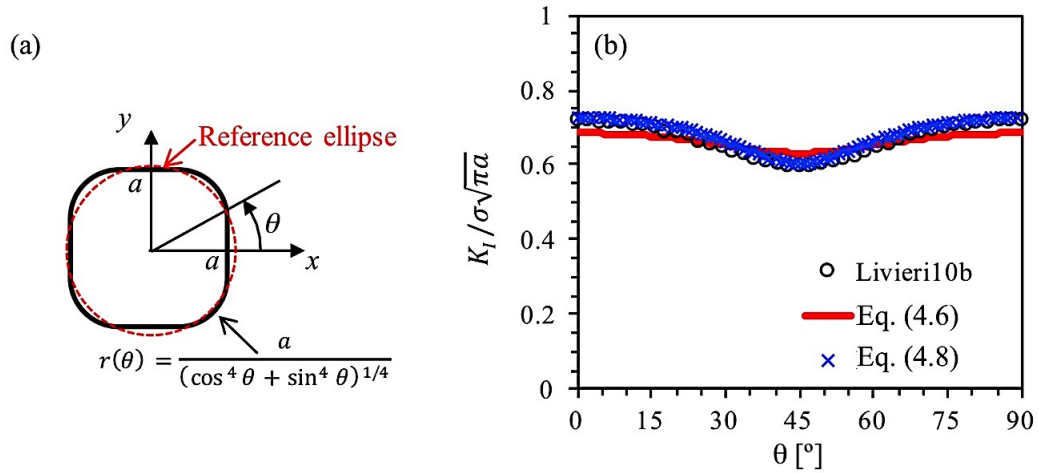 (a)
y
Reference ellipse
a
θ
a
x
r(θ) = a / (cos⁴ θ + sin⁴ θ)^{1/4}
(b)
K_I /σ√πa
1
0.8
0.6
0.4
0.2
0
Livieri10b
Eq. (4.6)
Eq. (4.8)
0 15 30 45 60 75 90
θ [º]